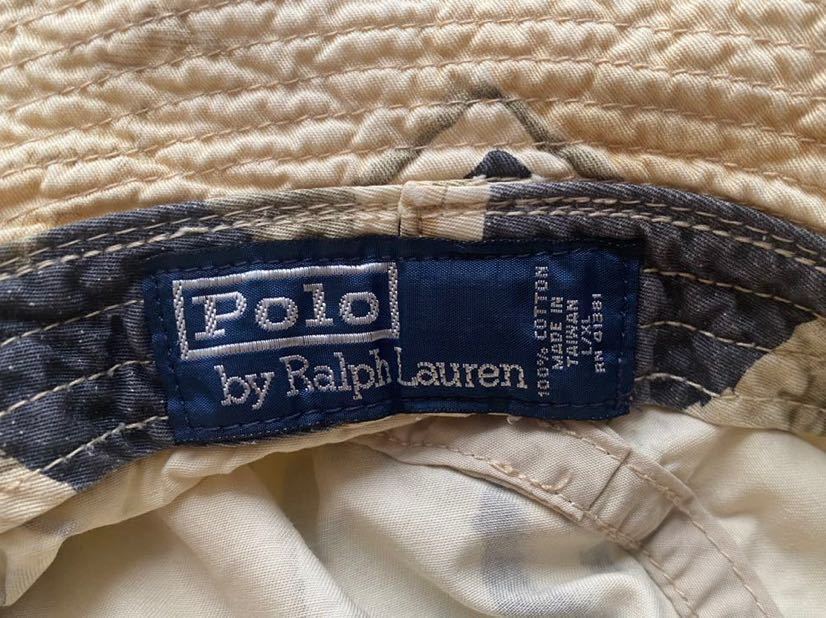 Polo
by Ralph Lauren
100% COTTON
MADE IN
TAIWAN
L/XL
RN 41381